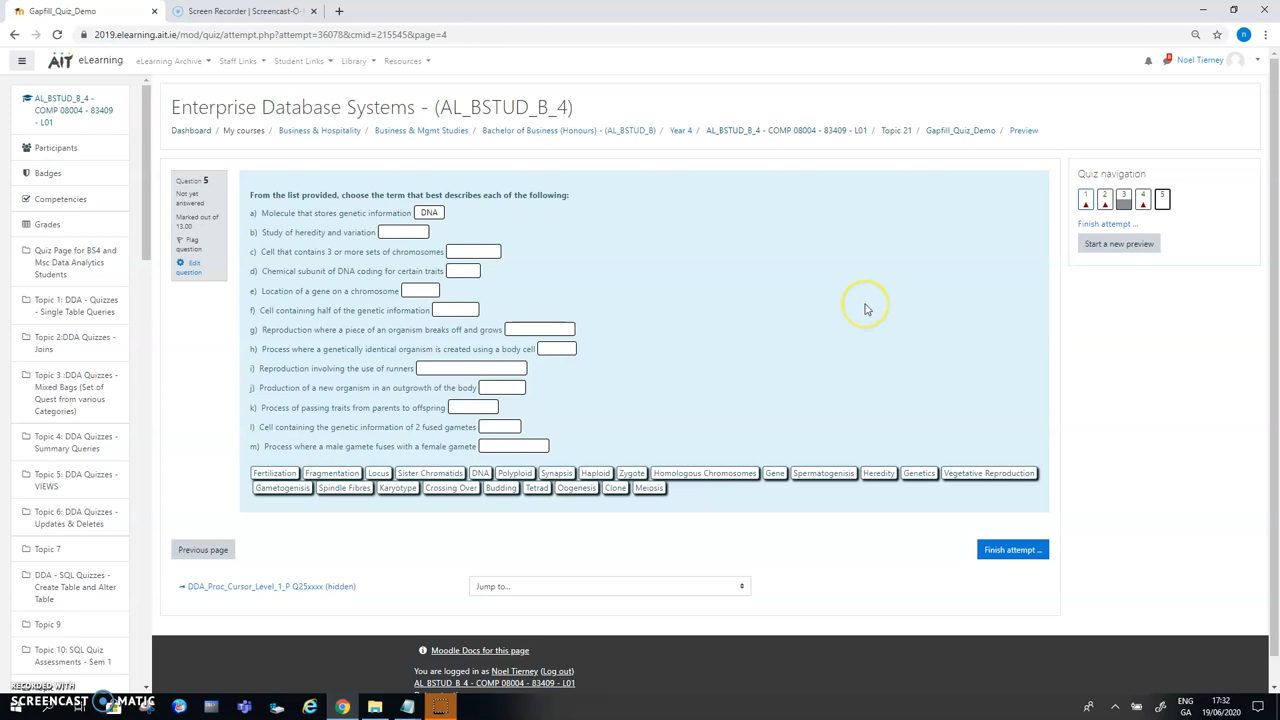 Gapfill_Quiz_Demo
Screen Recorder | Screencast-O-
2019.elearning.ait.ie/mod/quiz/attempt.php?attempt=36078&cmid=215545&page=4
n
AIT eLearning
eLearning Archive
Staff Links
Student Links
Library
Resources
Noel Tierney
AL_BSTUD_B_4 -
COMP 08004 - 83409
- L01
Participants
Badges
Competencies
Grades
Quiz Page for BS4 and
Msc Data Analytics
Students
Topic 1: DDA - Quizzes
- Single Table Queries
Topic 2:DDA Quizzes -
Joins
Topic 3 :DDA Quizzes -
Mixed Bags (Set of
Quest from various
Categories)
Topic 4: DDA Quizzes -
Summary Queries
Topic 5: DDA Quizzes -
VIEWS
Topic 6: DDA Quizzes -
Updates & Deletes
Topic 7
DDA - SQL Quizzes -
Create Table and Alter
Table
Topic 9
Topic 10: SQL Quiz
Assessments - Sem 1
Enterprise Database Systems - (AL_BSTUD_B_4)
Dashboard / My courses / Business & Hospitality / Business & Mgmt Studies / Bachelor of Business (Honours) - (AL_BSTUD_B) / Year 4 / AL_BSTUD_B_4 - COMP 08004 - 83409 - L01 / Topic 21 / Gapfill_Quiz_Demo / Preview
Question 5
Not yet
answered
Marked out of
13.00
Flag
question
Edit
question
From the list provided, choose the term that best describes each of the following:
a) Molecule that stores genetic information DNA
b) Study of heredity and variation
c) Cell that contains 3 or more sets of chromosomes
d) Chemical subunit of DNA coding for certain traits
e) Location of a gene on a chromosome
f) Cell containing half of the genetic information
g) Reproduction where a piece of an organism breaks off and grows
h) Process where a genetically identical organism is created using a body cell
i) Reproduction involving the use of runners
j) Production of a new organism in an outgrowth of the body
k) Process of passing traits from parents to offspring
l) Cell containing the genetic information of 2 fused gametes
m) Process where a male gamete fuses with a female gamete
Fertilization Fragmentation Locus Sister Chromatids DNA Polyploid Synapsis Haploid Zygote Homologous Chromosomes Gene Spermatogenisis Heredity Genetics Vegetative Reproduction
Gametogenisis Spindle Fibres Karyotype Crossing Over Budding Tetrad Oogenesis Clone Meiosis
Previous page
Finish attempt ...
DDA_Proc_Cursor_Level_1_P Q25xxxx (hidden)
Jump to...
Quiz navigation
1 2 3 4 5
Finish attempt ...
Start a new preview
Moodle Docs for this page
You are logged in as Noel Tierney (Log out)
AL_BSTUD_B_4 - COMP 08004 - 83409 - L01
RECORDED WITH
SCREENCAST MATIC
ENG
GA
17:32
19/06/2020